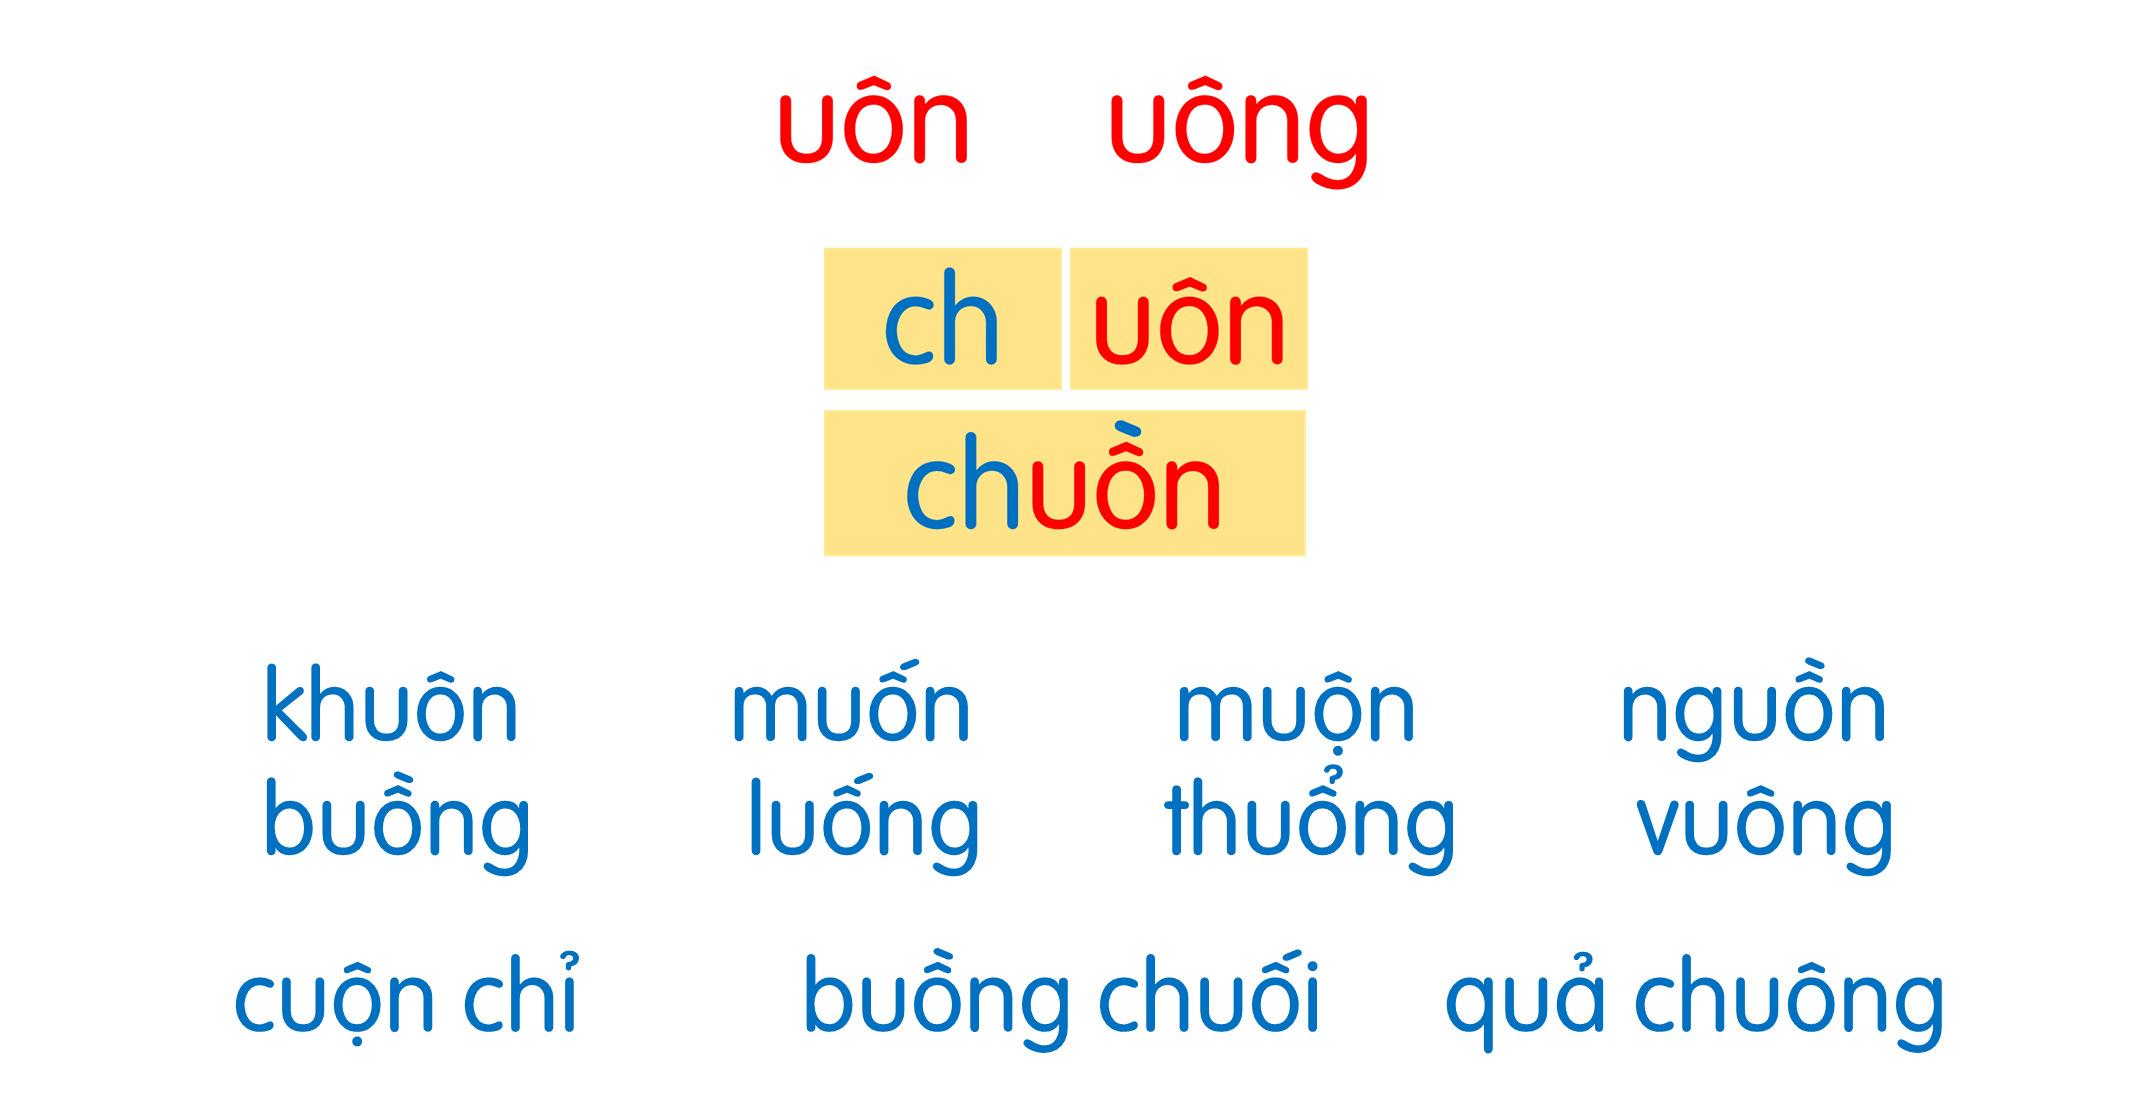 uôn uông
ch uôn
chuồn
khuôn muốn muộn nguồn
buồng luống thuổng vuông
cuộn chỉ buồng chuối quả chuông